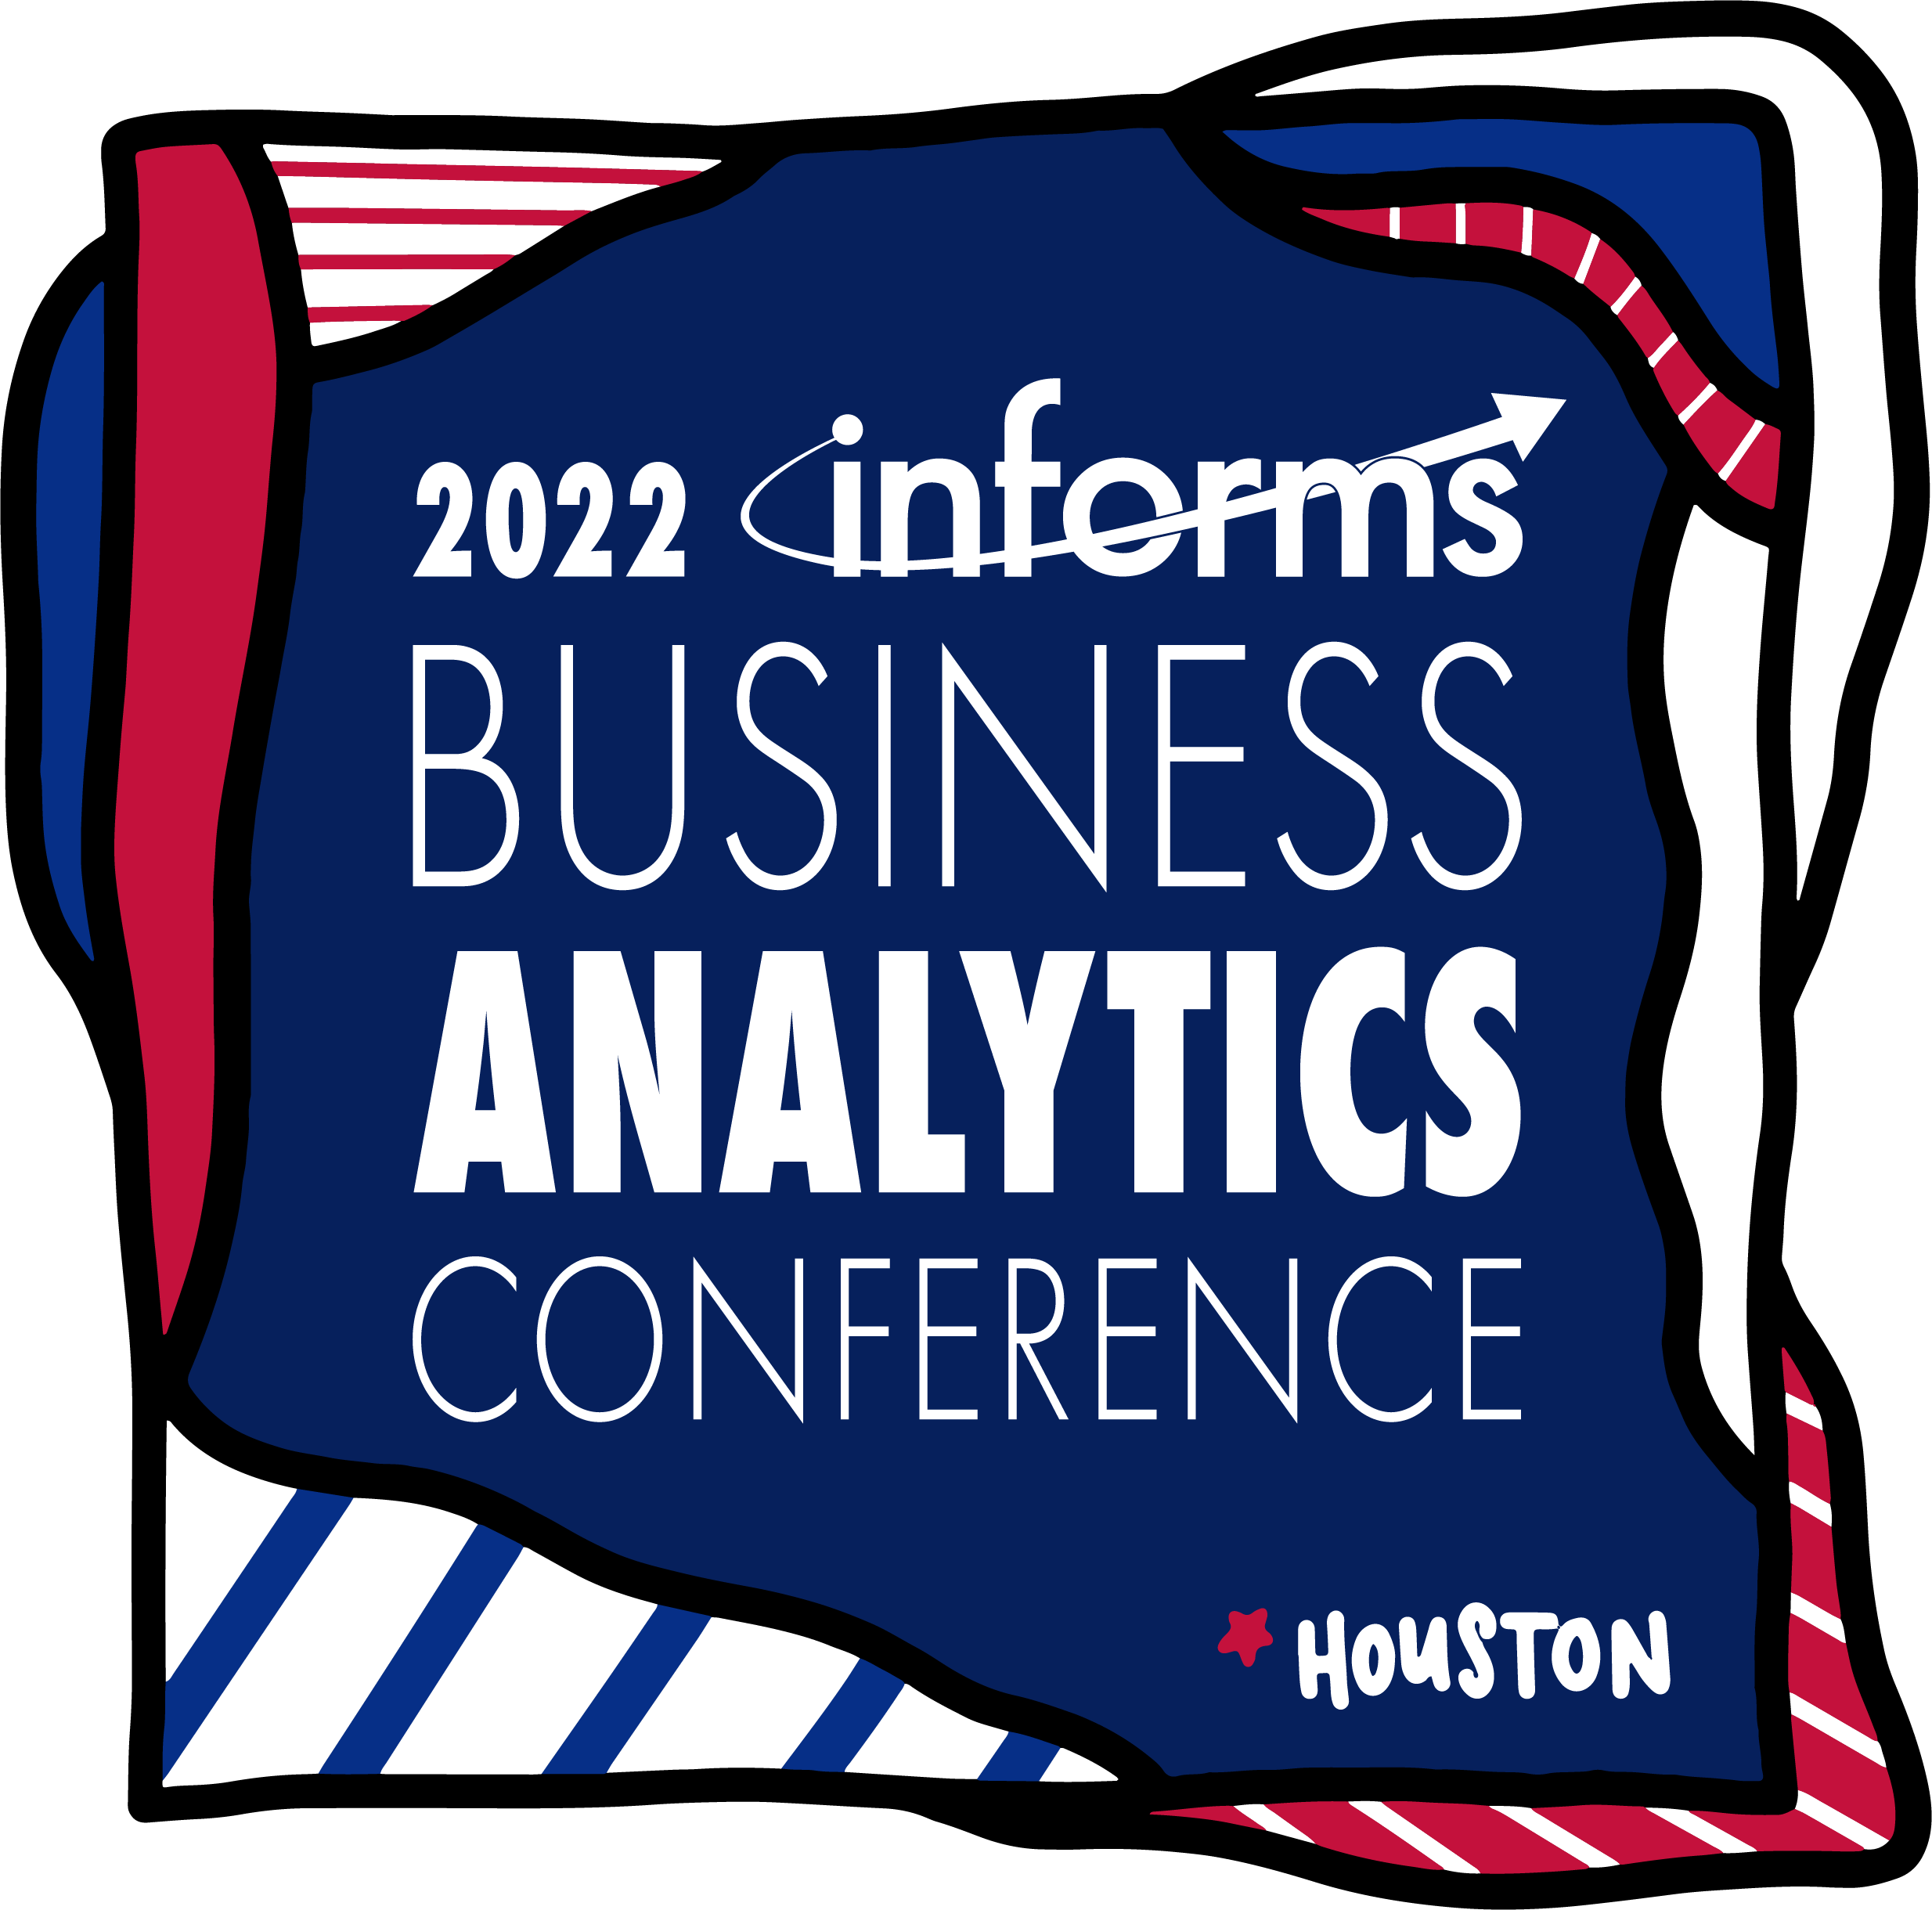 2022 informs
BUSINESS
ANALYTICS
CONFERENCE
HOUSTON